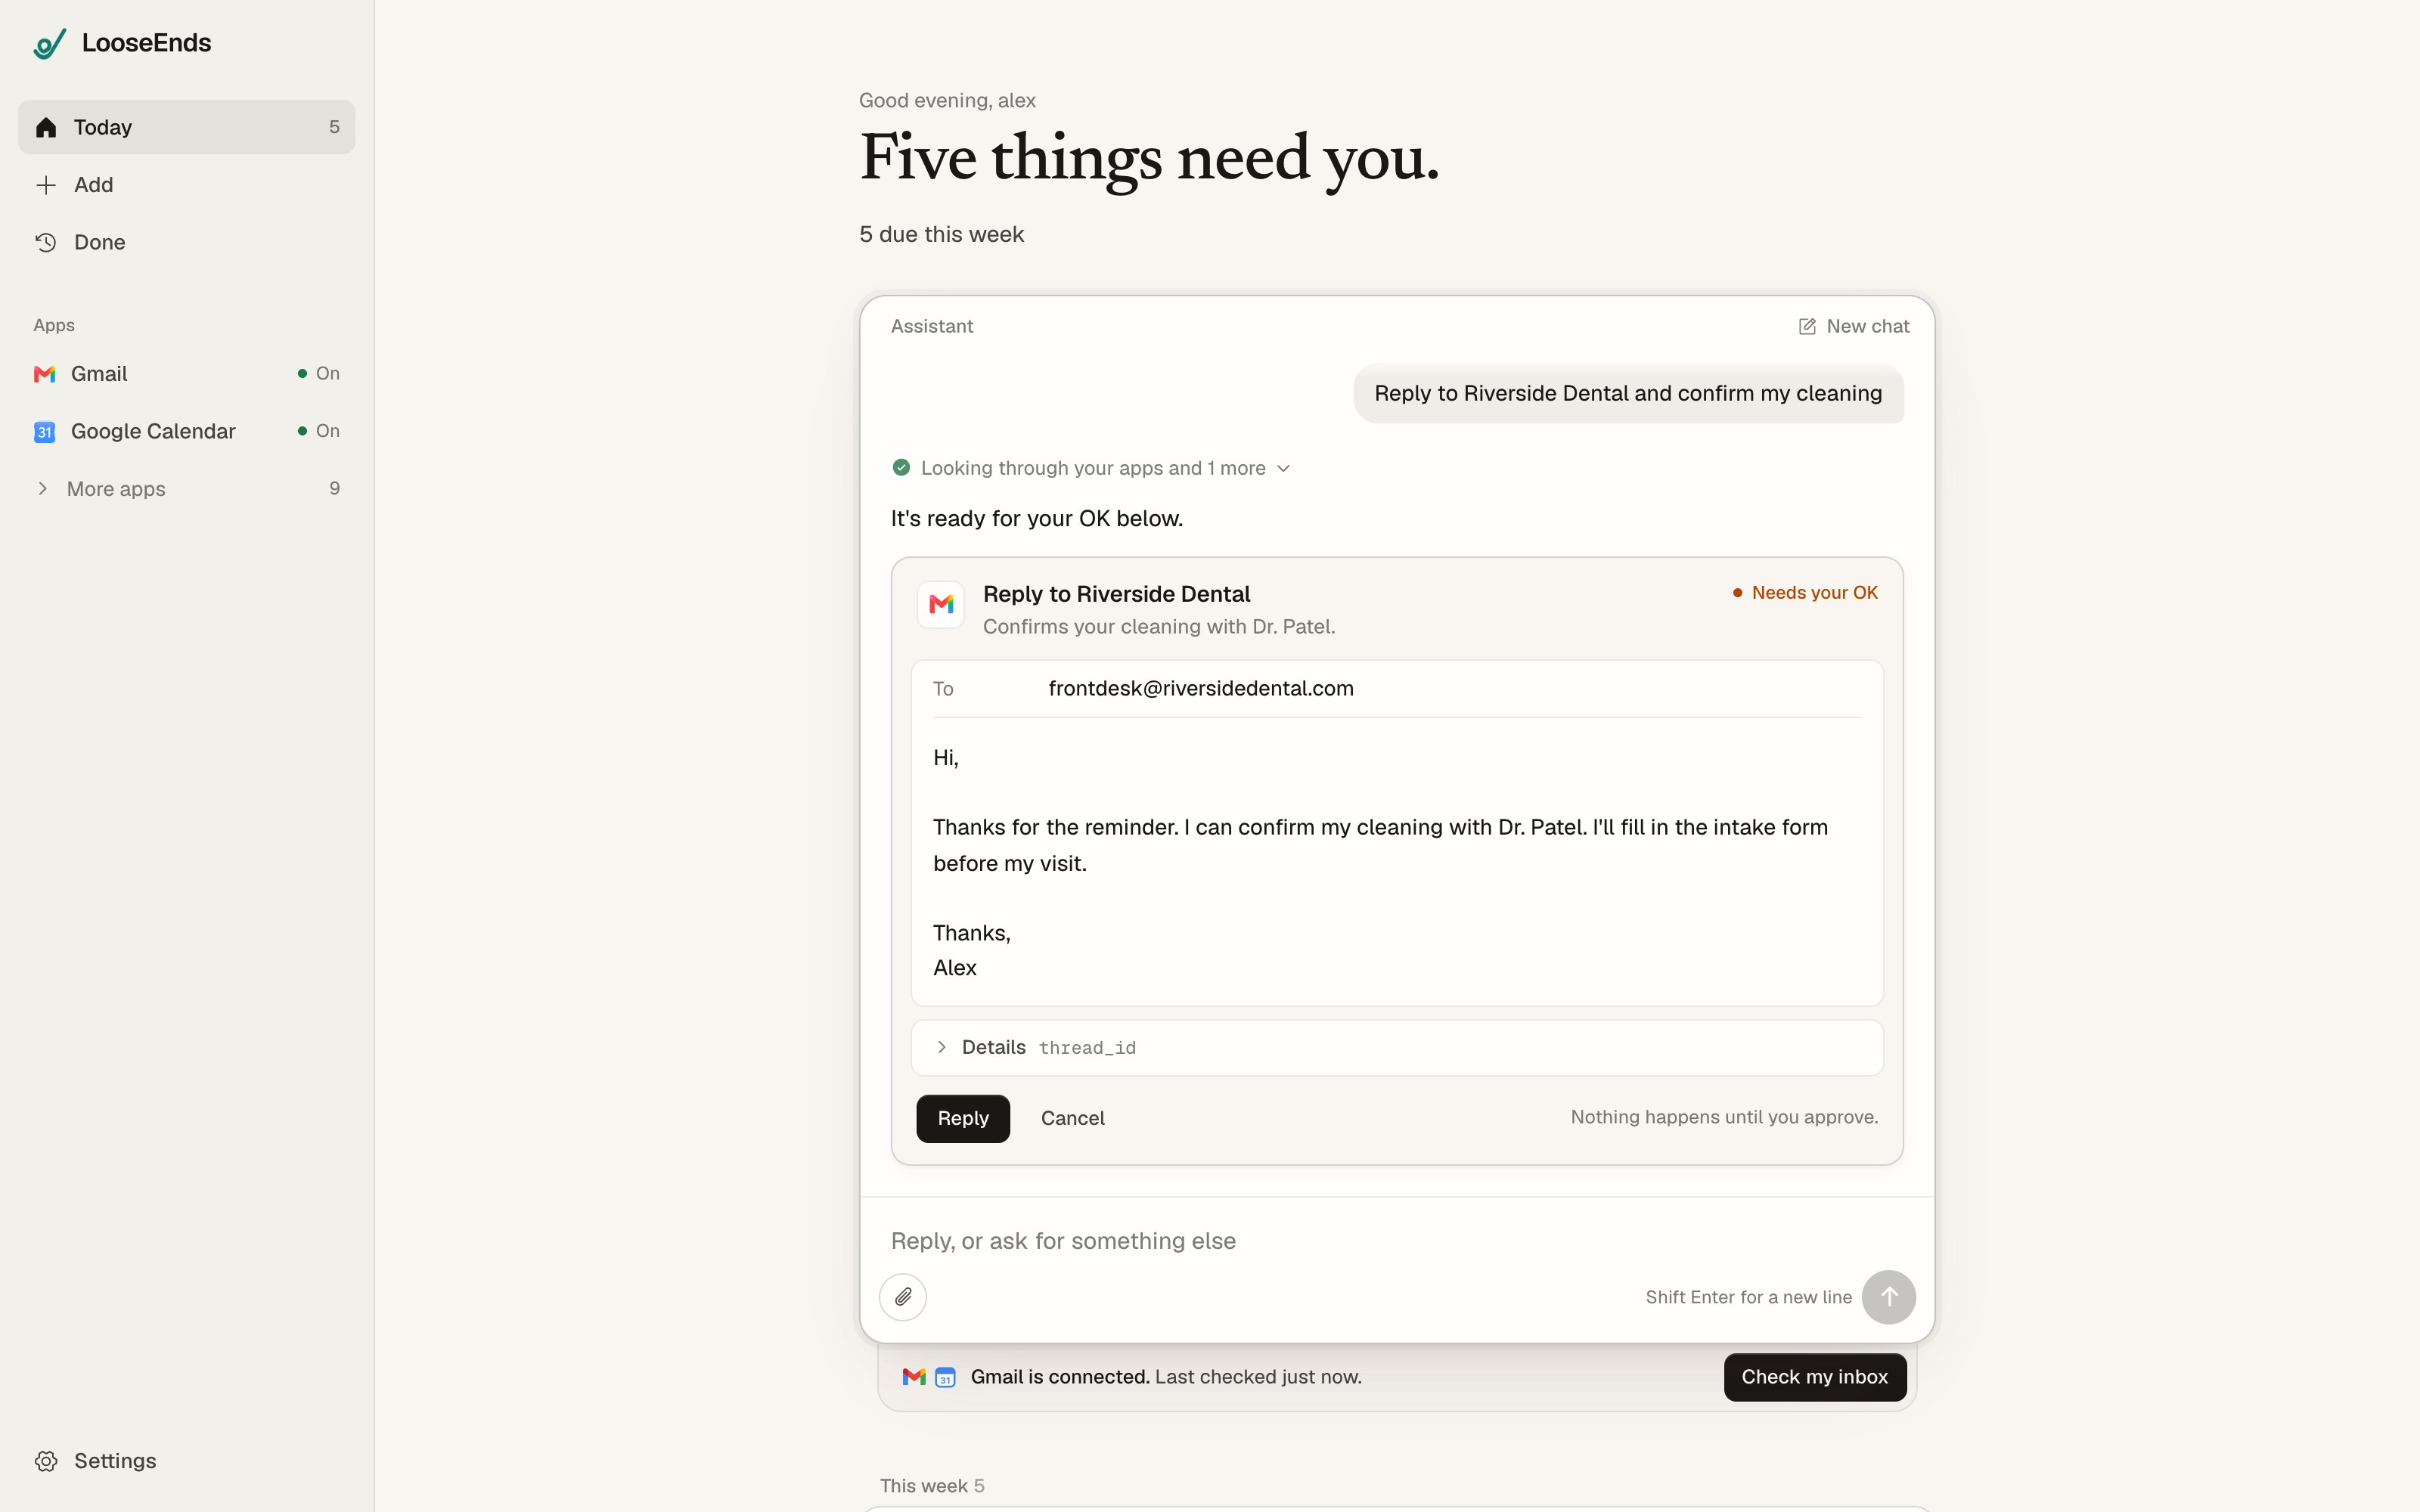 LooseEnds
Today 5
Add
Done
Apps
Gmail On
31 Google Calendar On
More apps 9
Settings
Good evening, alex
Five things need you.
5 due this week
Assistant New chat
Reply to Riverside Dental and confirm my cleaning
Looking through your apps and 1 more
It's ready for your OK below.
Reply to Riverside Dental Needs your OK
Confirms your cleaning with Dr. Patel.
To frontdesk@riversidedental.com
Hi,
Thanks for the reminder. I can confirm my cleaning with Dr. Patel. I'll fill in the intake form
before my visit.
Thanks,
Alex
Details thread_id
Reply Cancel Nothing happens until you approve.
Reply, or ask for something else
Shift Enter for a new line
31 Gmail is connected. Last checked just now. Check my inbox
This week 5